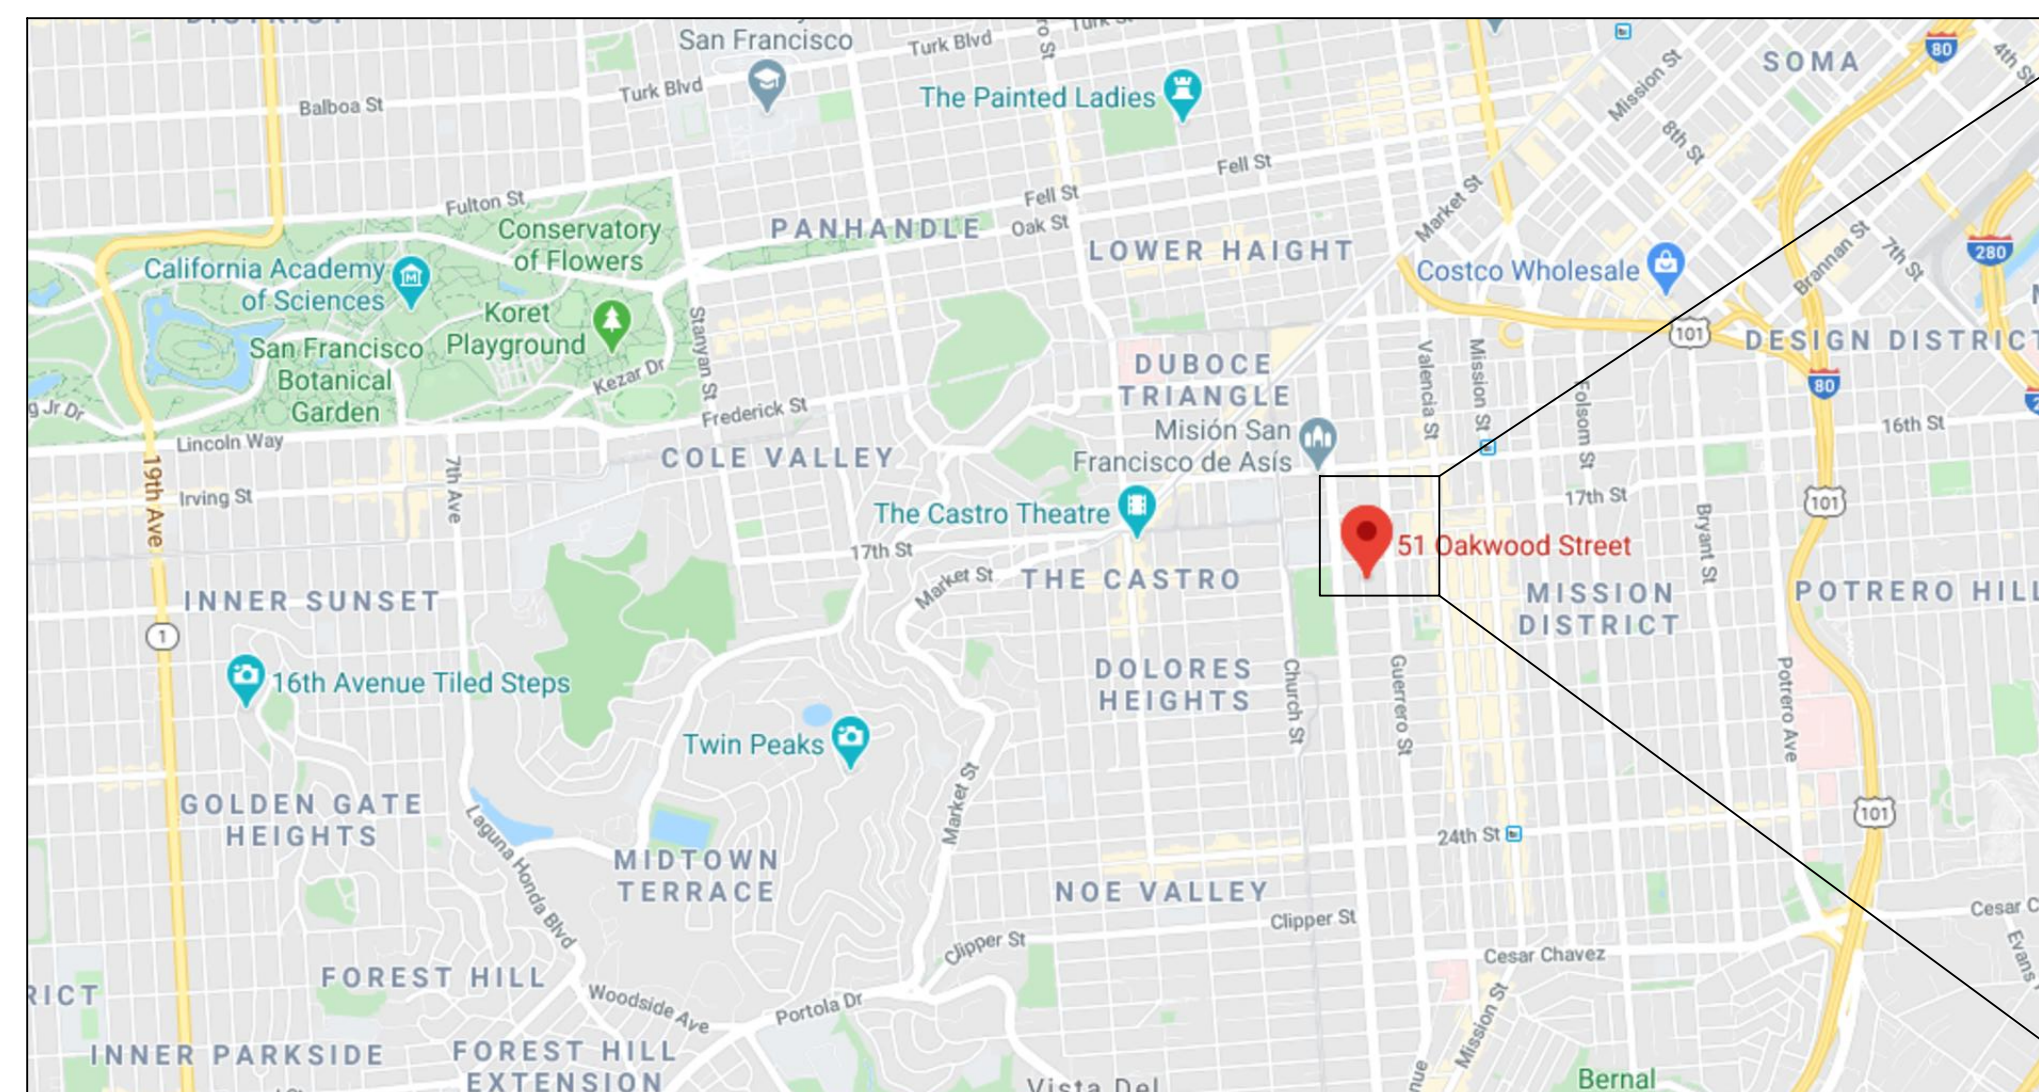 San Francisco
Turk Blvd
Turk Blvd
Balboa St
The Painted Ladies
SOMA
80
Mission St
8th St
Fell St
Fell St
Fulton St
Conservatory
of Flowers
PANHANDLE
Oak St
LOWER HAIGHT
Market St
California Academy
of Sciences
Costco Wholesale
Brannan St
7th St
280
Koret
Playground
Stanyan St
San Francisco
Botanical
Garden
Kezar Dr
101
DESIGN DISTRICT
DUBOCE
TRIANGLE
Valencia St
Mission St
Folsom St
80
g Jr Dr
Frederick St
Lincoln Way
16th St
Misión San
Francisco de Asís
COLE VALLEY
19th Ave
7th Ave
Irving St
17th St
101
The Castro Theatre
Bryant St
17th St
51 Oakwood Street
Market St
THE CASTRO
INNER SUNSET
MISSION
DISTRICT
POTRERO HILL
1
16th Avenue Tiled Steps
DOLORES
HEIGHTS
Church St
Guerrero St
Potrero Ave
Twin Peaks
GOLDEN GATE
HEIGHTS
Market St
101
Laguna Honda Blvd
24th St
MIDTOWN
TERRACE
NOE VALLEY
Clipper St
Clipper St
Cesar C
Cesar Chavez
Evans
FOREST HILL
RICT
Woodside Ave
Portola Dr
Mission St
INNER PARKSIDE
FOREST HILL
EXTENSION
Vista Del
Bernal